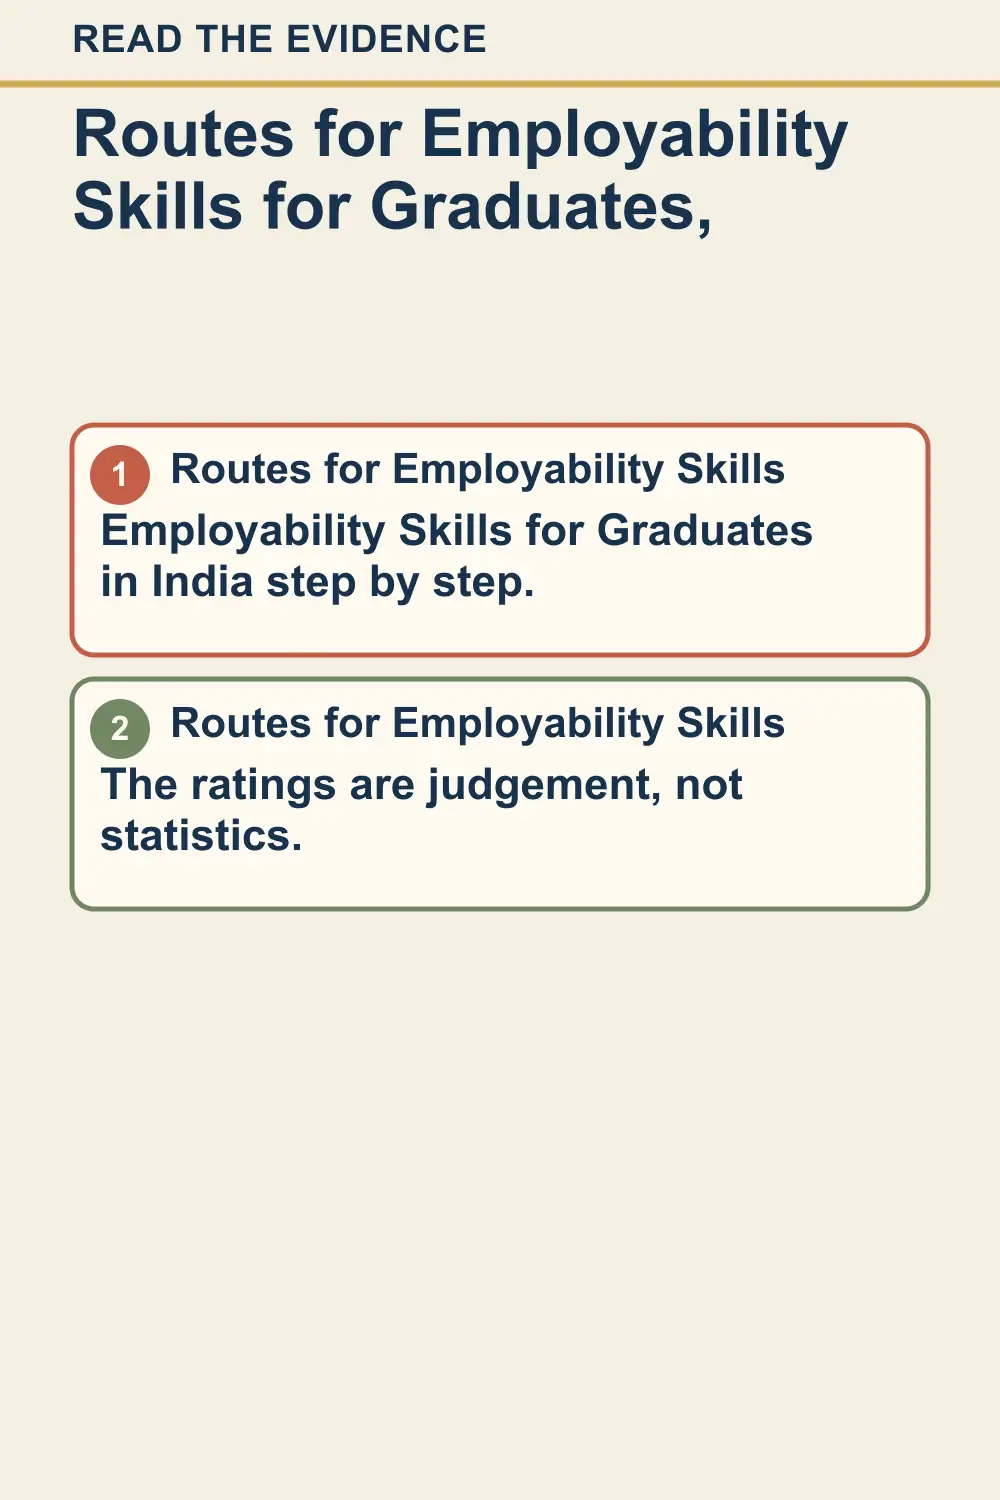 READ THE EVIDENCE
Routes for Employability
Skills for Graduates,
1 Routes for Employability Skills
Employability Skills for Graduates
in India step by step.
2 Routes for Employability Skills
The ratings are judgement, not
statistics.